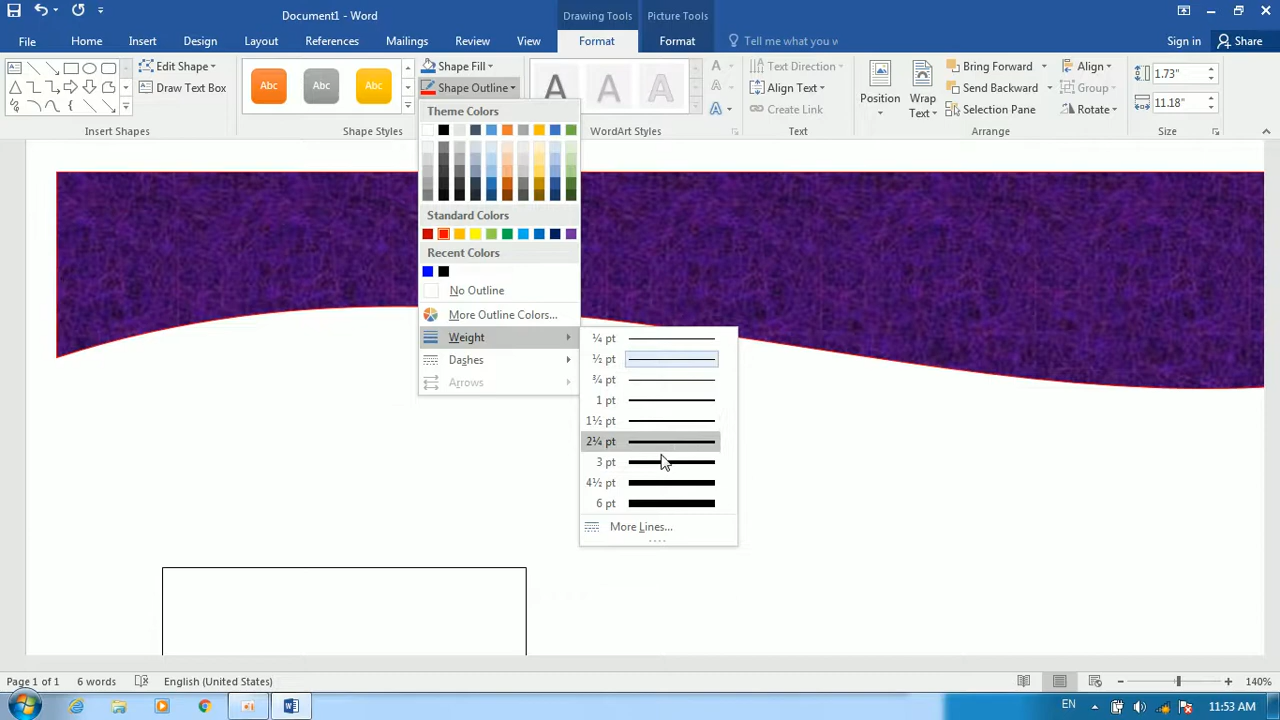 Document1 - Word
Drawing Tools
Picture Tools
File
Home
Insert
Design
Layout
References
Mailings
Review
View
Format
Format
Tell me what you w
Sign in
Share
Edit Shape
Draw Text Box
Insert Shapes
Abc
Abc
Abc
Shape Styles
Shape Fill
Shape Outline
A
A
A
A
A
A
WordArt Styles
Text Direction
Align Text
Create Link
Text
Position
Wrap
Text
Bring Forward
Send Backward
Selection Pane
Align
Group
Rotate
Arrange
1.73"
11.18"
Size
Theme Colors
Standard Colors
Recent Colors
No Outline
More Outline Colors...
Weight
Dashes
Arrows
¼ pt
½ pt
¾ pt
1 pt
1½ pt
2¼ pt
3 pt
4½ pt
6 pt
More Lines...
Page 1 of 1
6 words
English (United States)
140%
EN
11:53 AM